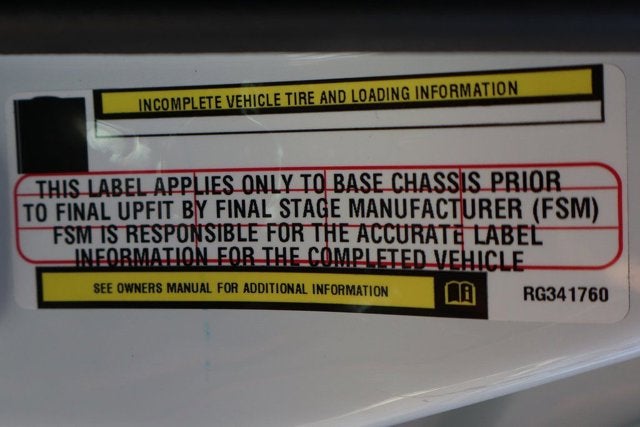 INCOMPLETE VEHICLE TIRE AND LOADING INFORMATION
THIS LABEL APPLIES ONLY TO BASE CHASSIS PRIOR
TO FINAL UPFIT BY FINAL STAGE MANUFACTURER (FSM)
FSM IS RESPONSIBLE FOR THE ACCURATE LABEL
INFORMATION FOR THE COMPLETED VEHICLE
SEE OWNERS MANUAL FOR ADDITIONAL INFORMATION
RG341760